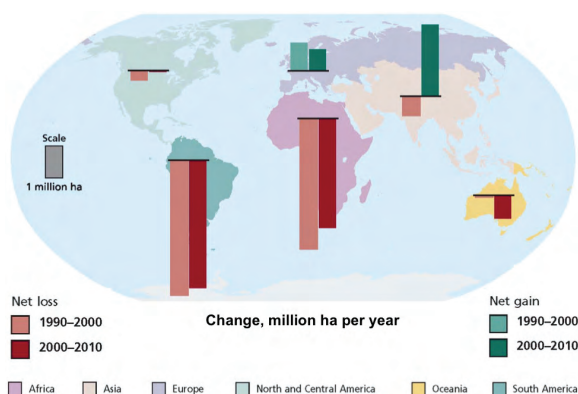 Scale
1 million ha
Net loss
1990–2000
2000–2010
Change, million ha per year
Net gain
1990–2000
2000–2010
Africa
Asia
Europe
North and Central America
Oceania
South America